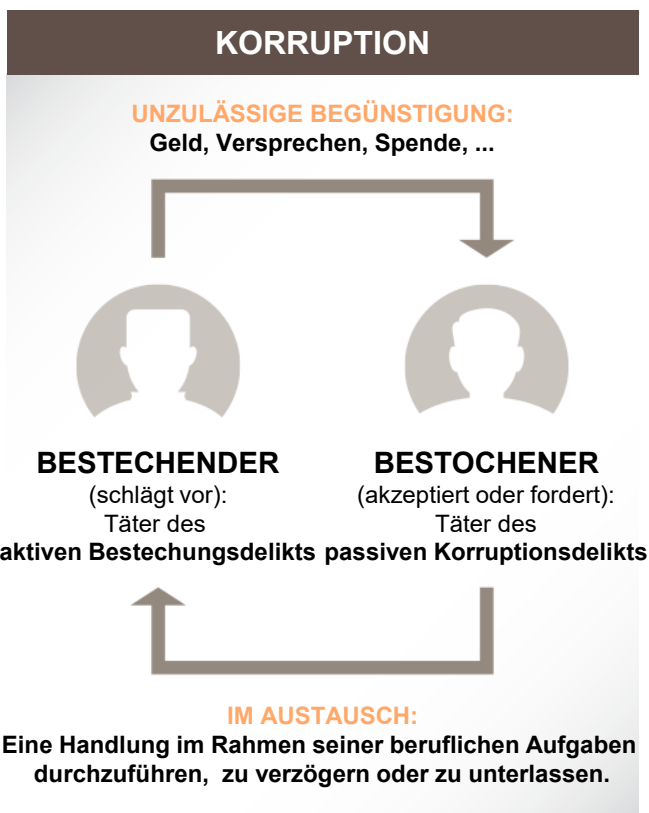 KORRUPTION
UNZULÄSSIGE BEGÜNSTIGUNG:
Geld, Versprechen, Spende, ...
BESTECHENDER
(schlägt vor):
Täter des
aktiven Bestechungsdelikts
BESTOCHENER
(akzeptiert oder fordert):
Täter des
passiven Korruptionsdelikts
IM AUSTAUSCH:
Eine Handlung im Rahmen seiner beruflichen Aufgaben
durchzuführen, zu verzögern oder zu unterlassen.